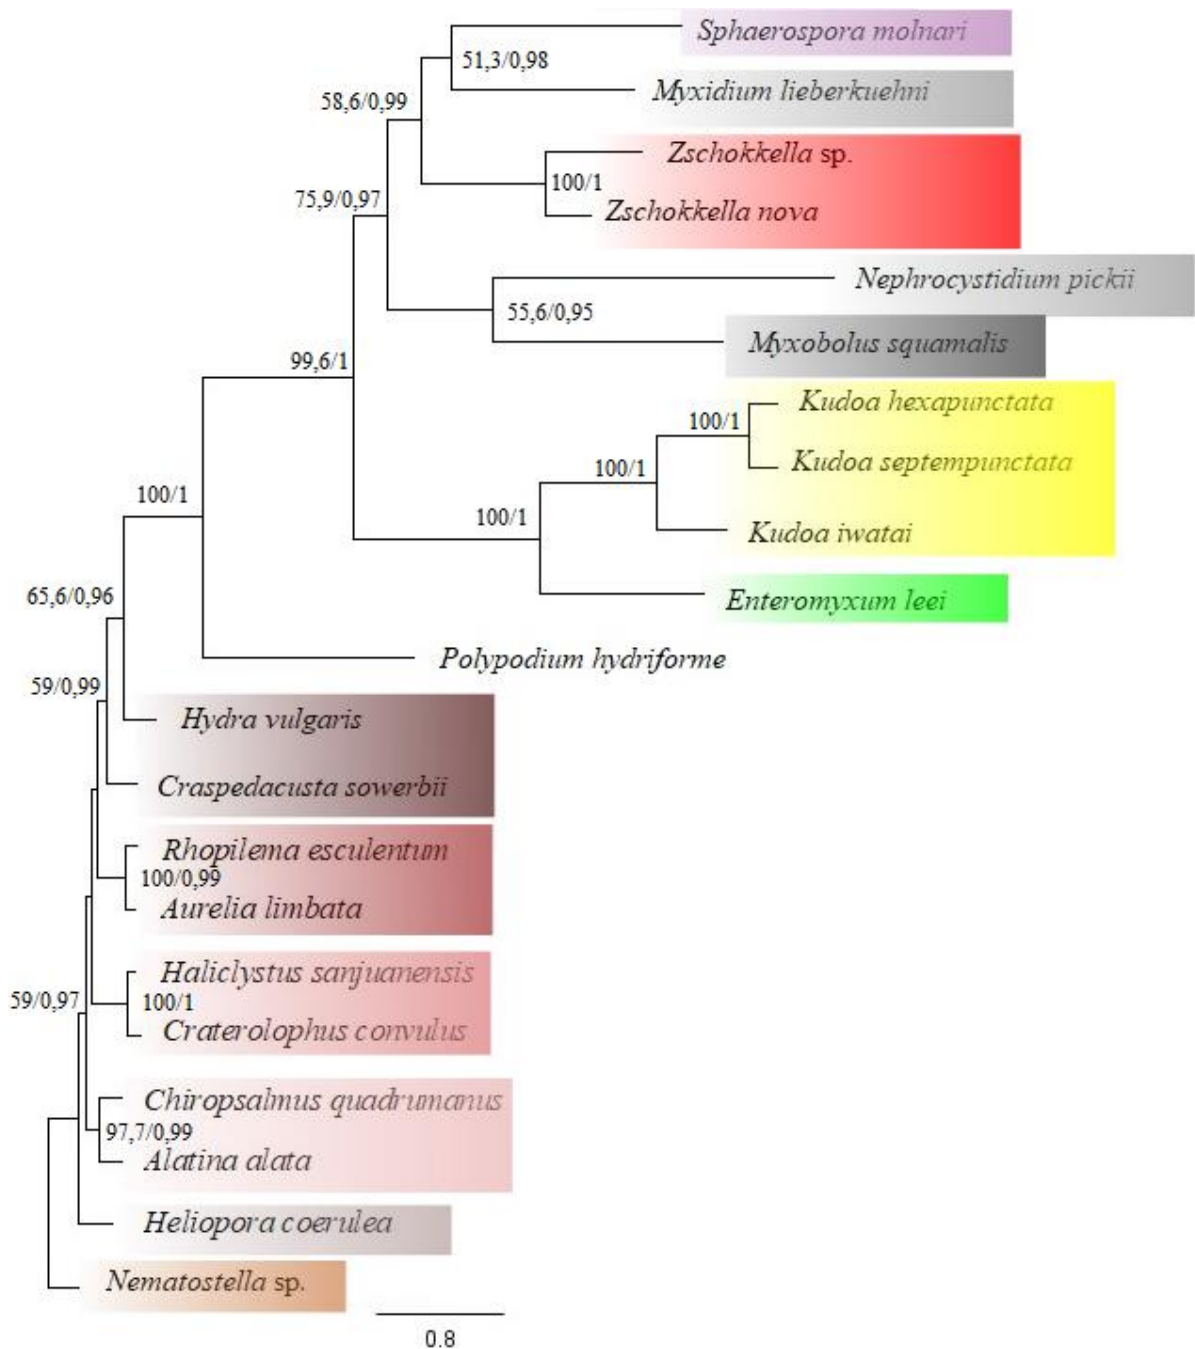 Sphaerospora molnari
51,3/0,98
Myxidium lieberkuehni
58,6/0,99
Zschokkella sp.
100/1
75,9/0,97
Zschokkella nova
Nephrocystidium pickii
55,6/0,95
Myxobolus squamalis
99,6/1
Kudoa hexapunctata
100/1
Kudoa septempunctata
100/1
100/1
100/1
Kudoa iwatai
65,6/0,96
Enteromyxum leei
Polypodium hydriforme
59/0,99
Hydra vulgaris
Craspedacusta sowerbii
Rhopilema esculentum
100/0,99
Aurelia limbata
Haliclystus sanjuanensis
59/0,97
100/1
Craterolophus convulus
Chiropsalmus quadrumanus
97,7/0,99
Alatina alata
Heliopora coerulea
Nematostella sp.
0.8